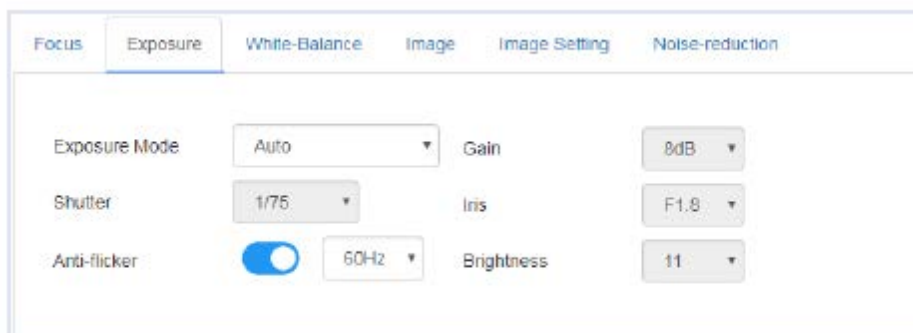 Focus Exposure White-Balance Image Image Setting Noise-reduction
Exposure Mode Auto Gain 8dB
Shutter 1/75 Iris F1.8
Anti-flicker 60Hz Brightness 11